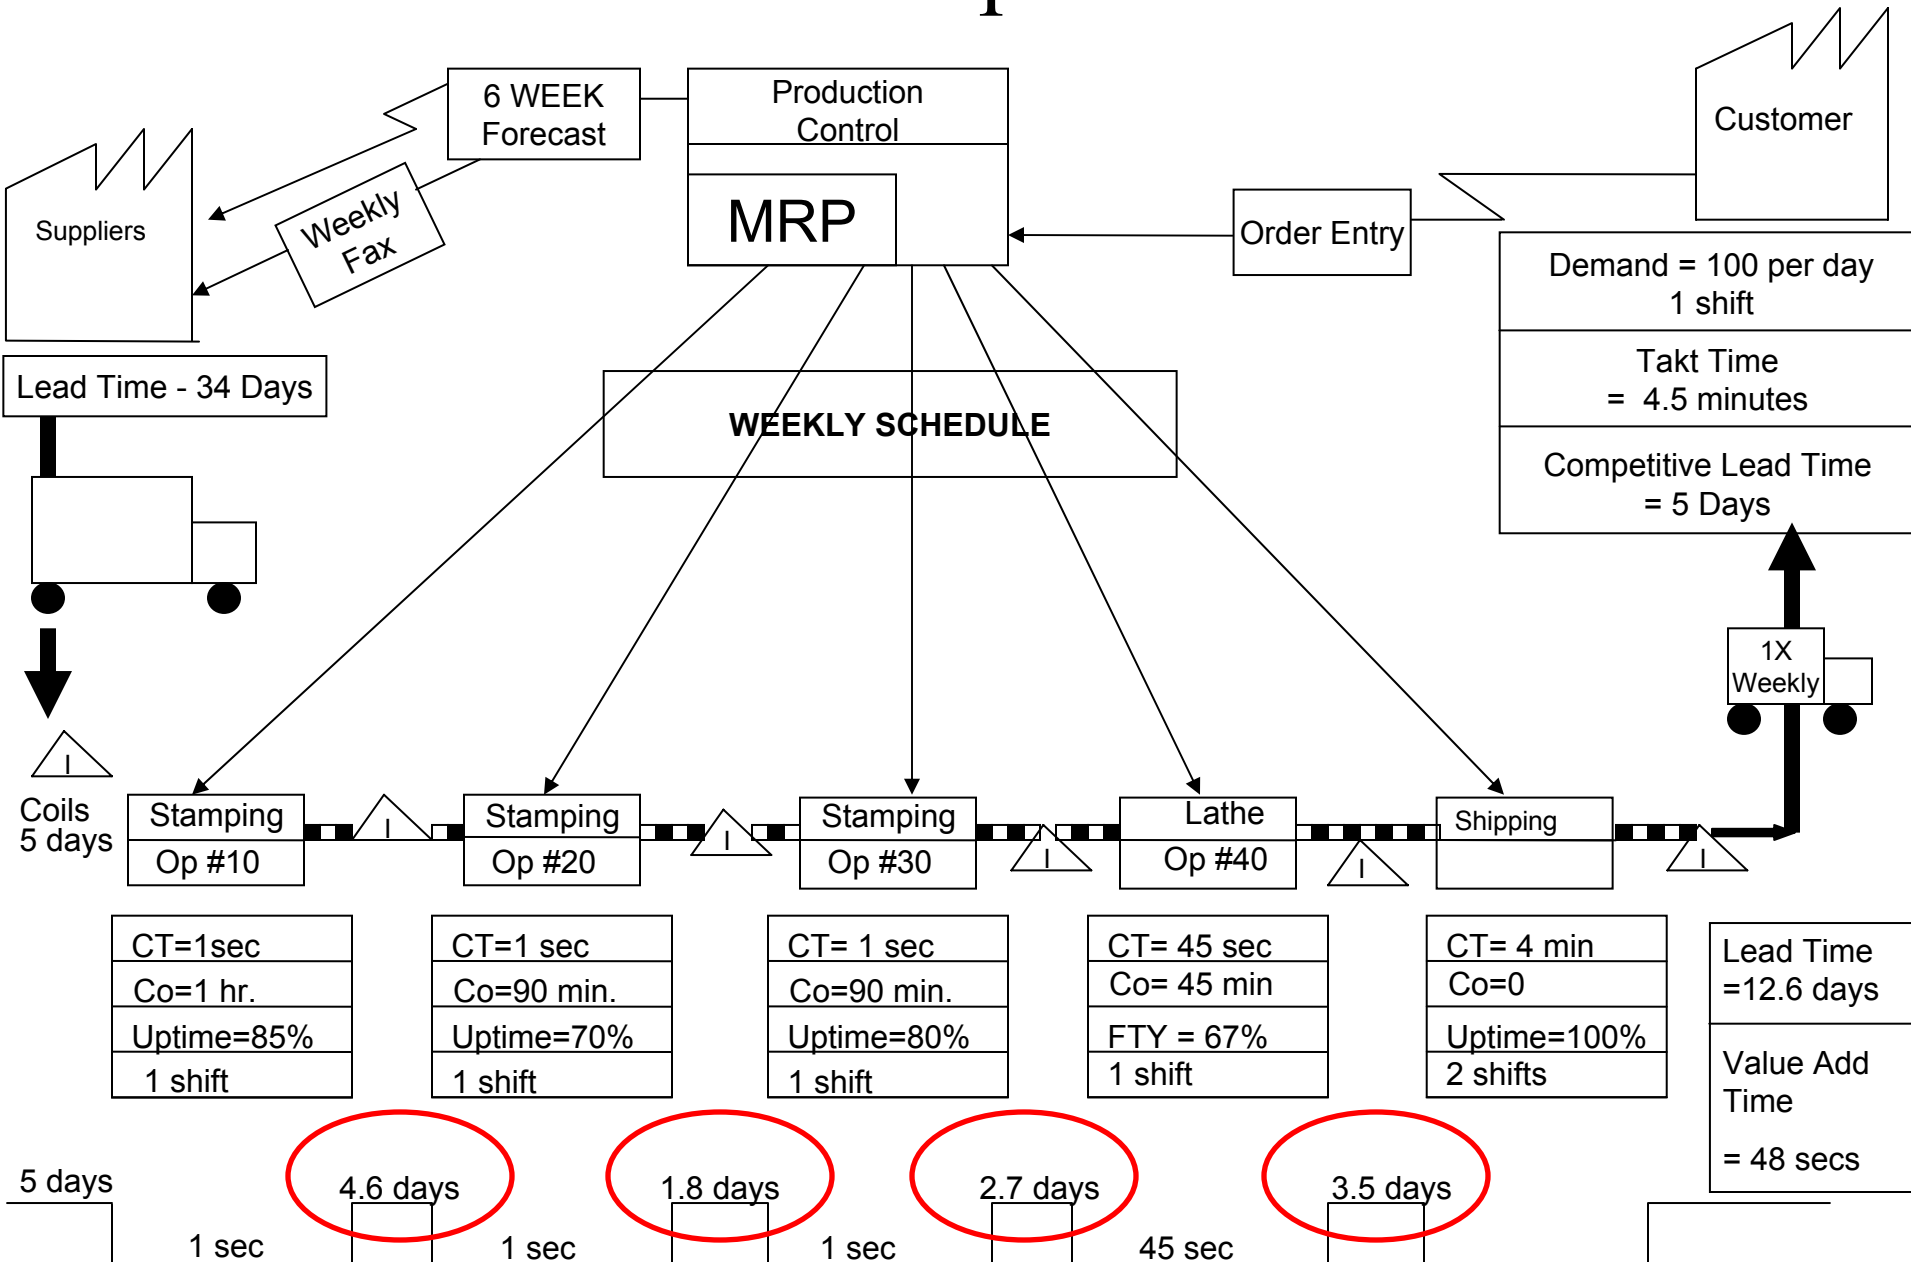 6 WEEK
Forecast
Production
Control
Customer
Suppliers
Weekly
Fax
MRP
Order Entry
Demand = 100 per day
1 shift
Lead Time - 34 Days
Takt Time
= 4.5 minutes
WEEKLY SCHEDULE
Competitive Lead Time
= 5 Days
1X
Weekly
I
Coils
5 days
Stamping
Op #10
I
Stamping
Op #20
I
Stamping
Op #30
I
Lathe
Op #40
I
Shipping
I
CT=1sec
Co=1 hr.
Uptime=85%
1 shift
CT=1 sec
Co=90 min.
Uptime=70%
1 shift
CT= 1 sec
Co=90 min.
Uptime=80%
1 shift
CT= 45 sec
Co= 45 min
FTY = 67%
1 shift
CT= 4 min
Co=0
Uptime=100%
2 shifts
Lead Time
=12.6 days
Value Add
Time
= 48 secs
5 days
4.6 days
1.8 days
2.7 days
3.5 days
1 sec
1 sec
1 sec
45 sec